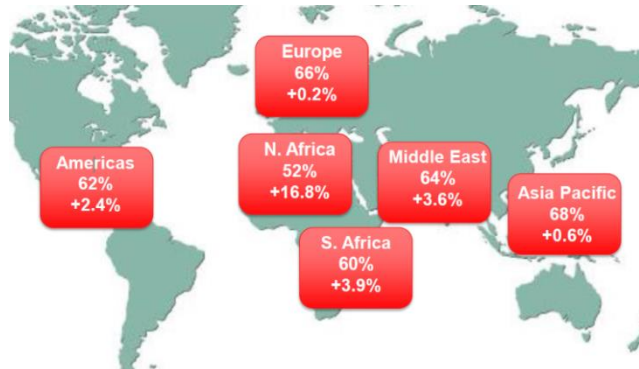 Europe
66%
+0.2%
N. Africa
52%
+16.8%
Middle East
64%
+3.6%
Americas
62%
+2.4%
Asia Pacific
68%
+0.6%
S. Africa
60%
+3.9%